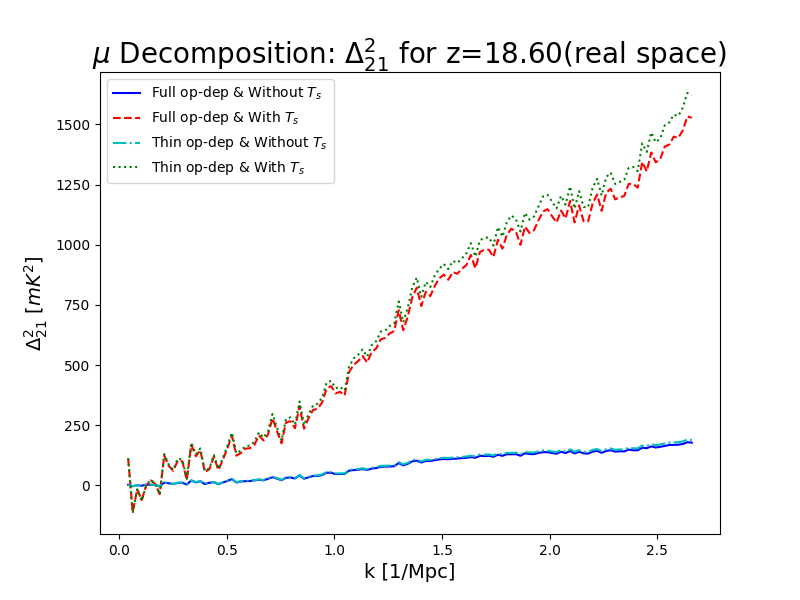 μ Decomposition: Δ²₂₁ for z=18.60(real space)
Full op-dep & Without Tₛ
Full op-dep & With Tₛ
Thin op-dep & Without Tₛ
Thin op-dep & With Tₛ
Δ²₂₁ [mK²]
1500
1250
1000
750
500
250
0
0.0 0.5 1.0 1.5 2.0 2.5
k [1/Mpc]